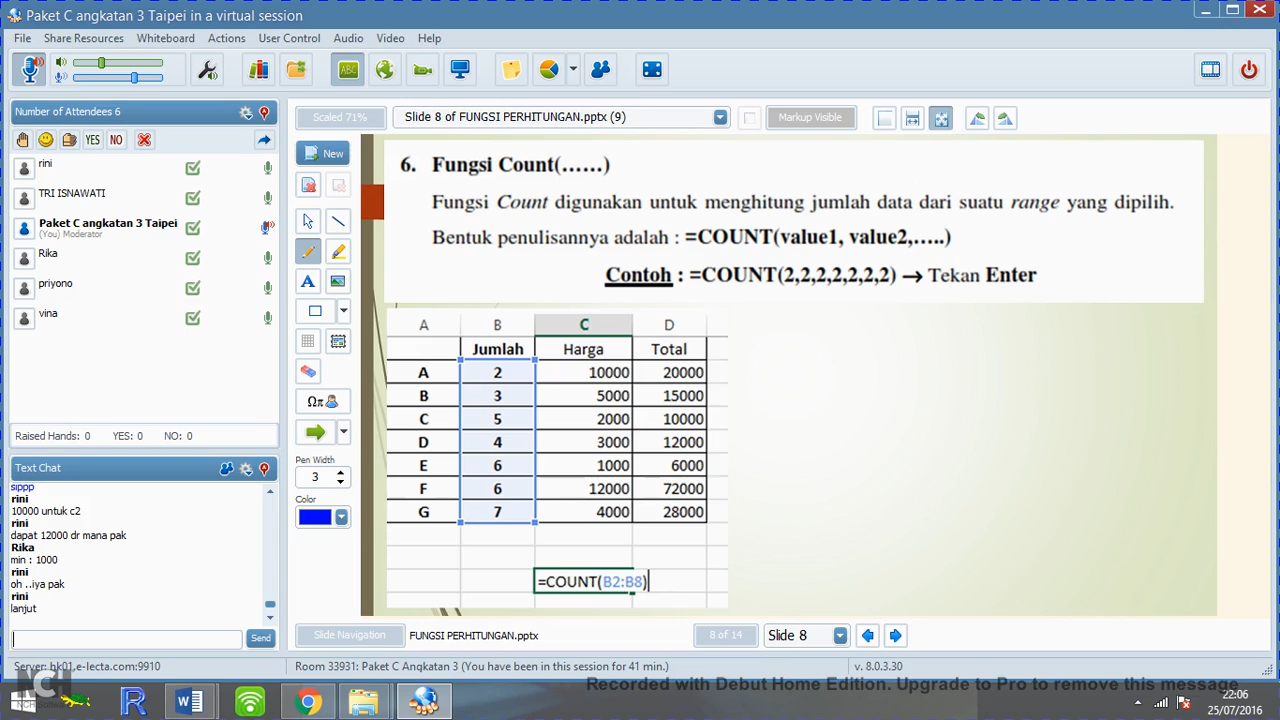 Paket C angkatan 3 Taipei in a virtual session
File Share Resources Whiteboard Actions User Control Audio Video Help
ABC
Number of Attendees 6
YES NO
rini
TRI ISNAWATI
Paket C angkatan 3 Taipei
(You) Moderator
Rika
priyono
vina
Raised Hands: 0 YES: 0 NO: 0
Text Chat
sippp
rini
10000 untuk c2
rini
dapat 12000 dr mana pak
Rika
min : 1000
rini
oh ..iya pak
rini
lanjut
Send
Scaled 71%
Slide 8 of FUNGSI PERHITUNGAN.pptx (9)
Markup Visible
New
A
Ωπ
Pen Width
3
Color
6. Fungsi Count(……)
Fungsi Count digunakan untuk menghitung jumlah data dari suatu range yang dipilih.
Bentuk penulisannya adalah : =COUNT(value1, value2,…..)
Contoh : =COUNT(2,2,2,2,2,2,2) → Tekan Enter
A B C D
Jumlah Harga Total
A 2 10000 20000
B 3 5000 15000
C 5 2000 10000
D 4 3000 12000
E 6 1000 6000
F 6 12000 72000
G 7 4000 28000
=COUNT(B2:B8)
Slide Navigation FUNGSI PERHITUNGAN.pptx 8 of 14 Slide 8
Server: bk01.e-lecta.com:9910 Room 33931: Paket C Angkatan 3 (You have been in this session for 41 min.) v. 8.0.3.30
Recorded with Debut Home Edition. Upgrade to Pro to remove this message
NCH
22:06
25/07/2016